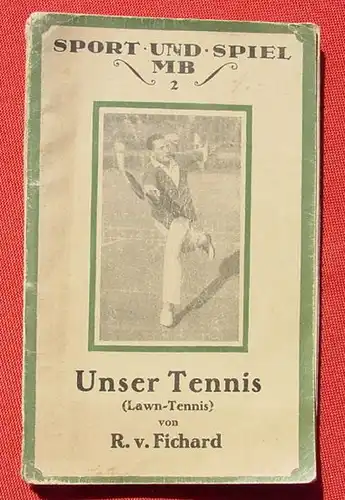 SPORT · UND · SPIEL
MB
2
Unser Tennis
(Lawn-Tennis)
von
R. v. Fichard